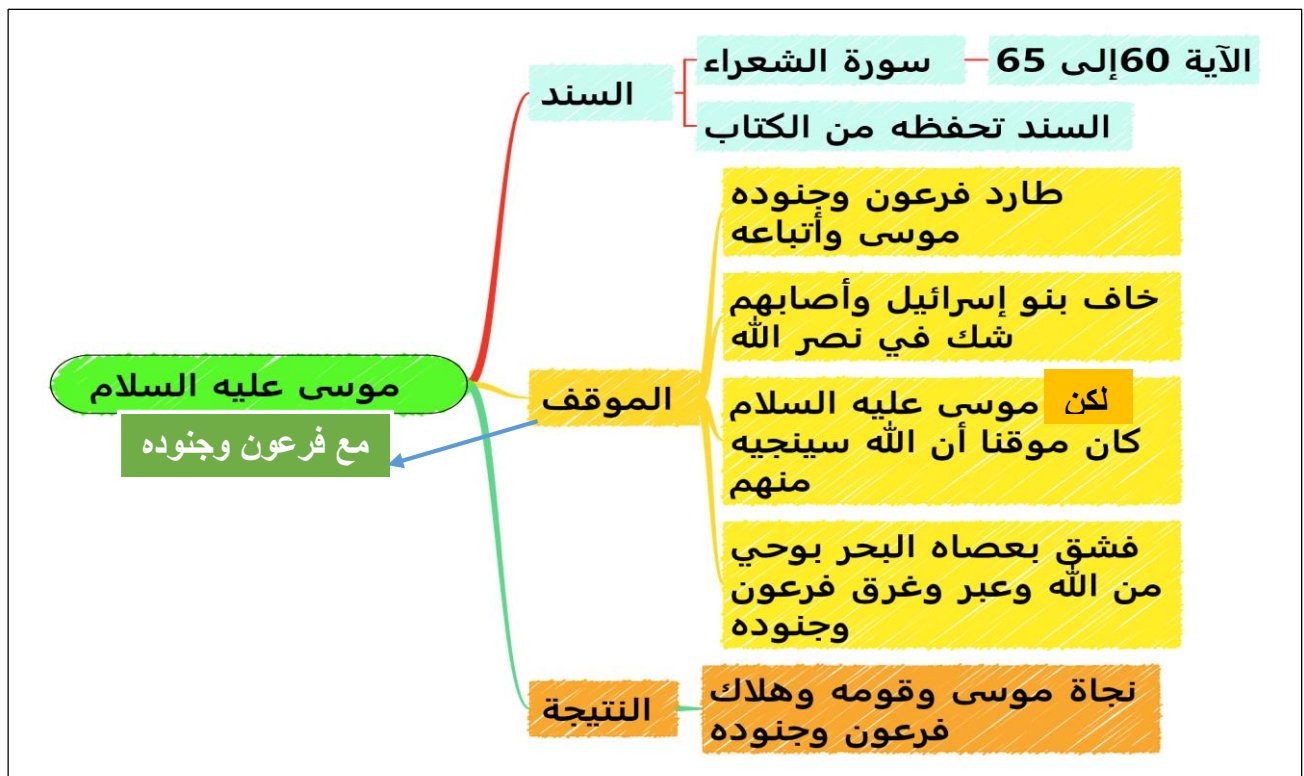 موسى عليه السلام
مع فرعون وجنوده
السند
سورة الشعراء
الآية 60إلى 65
السند تحفظه من الكتاب
الموقف
طارد فرعون وجنوده
موسى وأتباعه
خاف بنو إسرائيل وأصابهم
شك في نصر الله
لكن موسى عليه السلام
كان موقنا أن الله سينجيه
منهم
فشق بعصاه البحر بوحي
من الله وعبر وغرق فرعون
وجنوده
النتيجة
نجاة موسى وقومه وهلاك
فرعون وجنوده